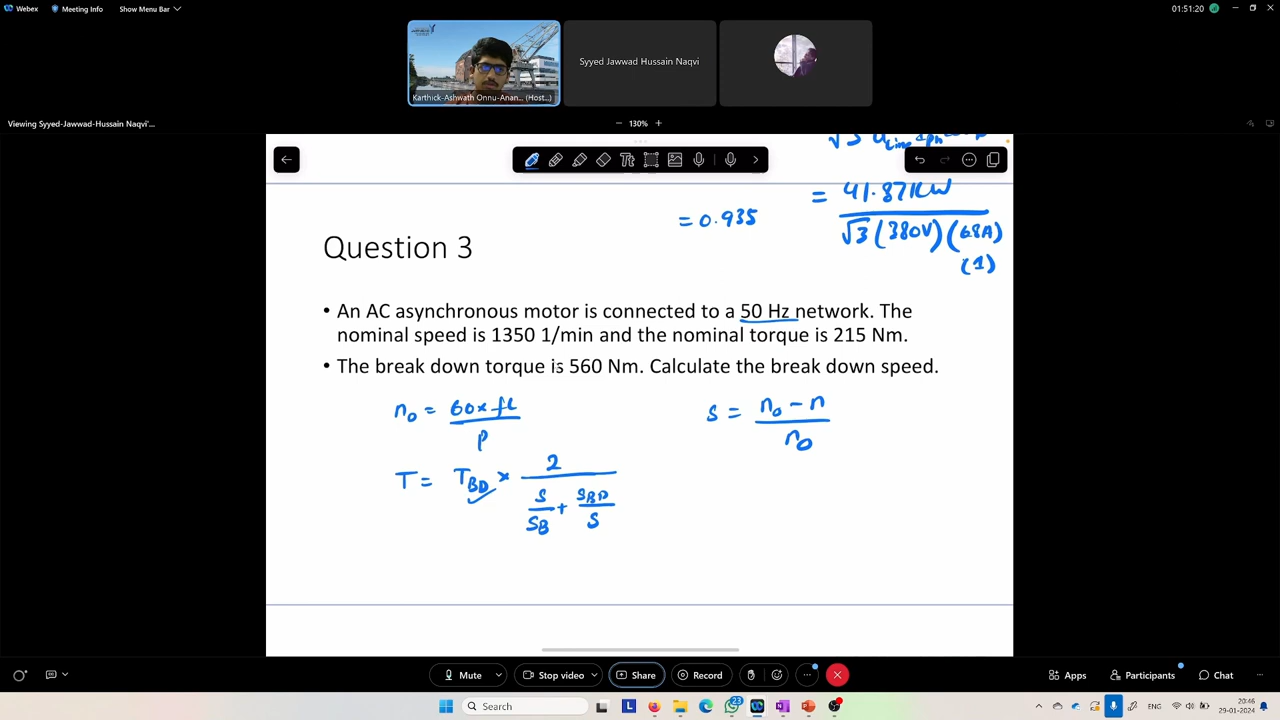 Webex
Meeting Info
Show Menu Bar
01:51:20
Karthick-Ashwath Onnu-Anan... (Host...)
Syyed Jawwad Hussain Naqvi
Viewing Syyed-Jawwad-Hussain Naqvi'...
− 130% +
= 0.935
= 41.87KW
√3 (380V) (68A)
(1)
Question 3
• An AC asynchronous motor is connected to a 50 Hz network. The
nominal speed is 1350 1/min and the nominal torque is 215 Nm.
• The break down torque is 560 Nm. Calculate the break down speed.
n0 = 60 x fL
p
s = n0 - n
n0
T = TBD x 2
s + SBD
SB s
Mute
Stop video
Share
Record
Apps
Participants
Chat
Search
23
ENG
20:46
29-01-2024